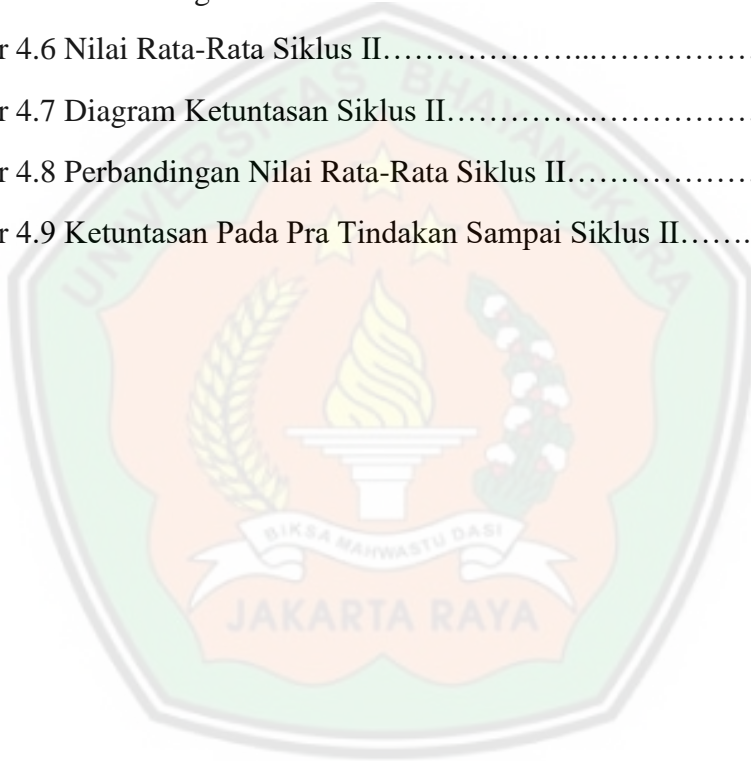 r 4.6 Nilai Rata-Rata Siklus II………………...…………….
r 4.7 Diagram Ketuntasan Siklus II…………...…………….
r 4.8 Perbandingan Nilai Rata-Rata Siklus II……………….
r 4.9 Ketuntasan Pada Pra Tindakan Sampai Siklus II…….
UNIVERSITAS BHAYANGKARA
BIKSA MAHWASTU DASI
JAKARTA RAYA